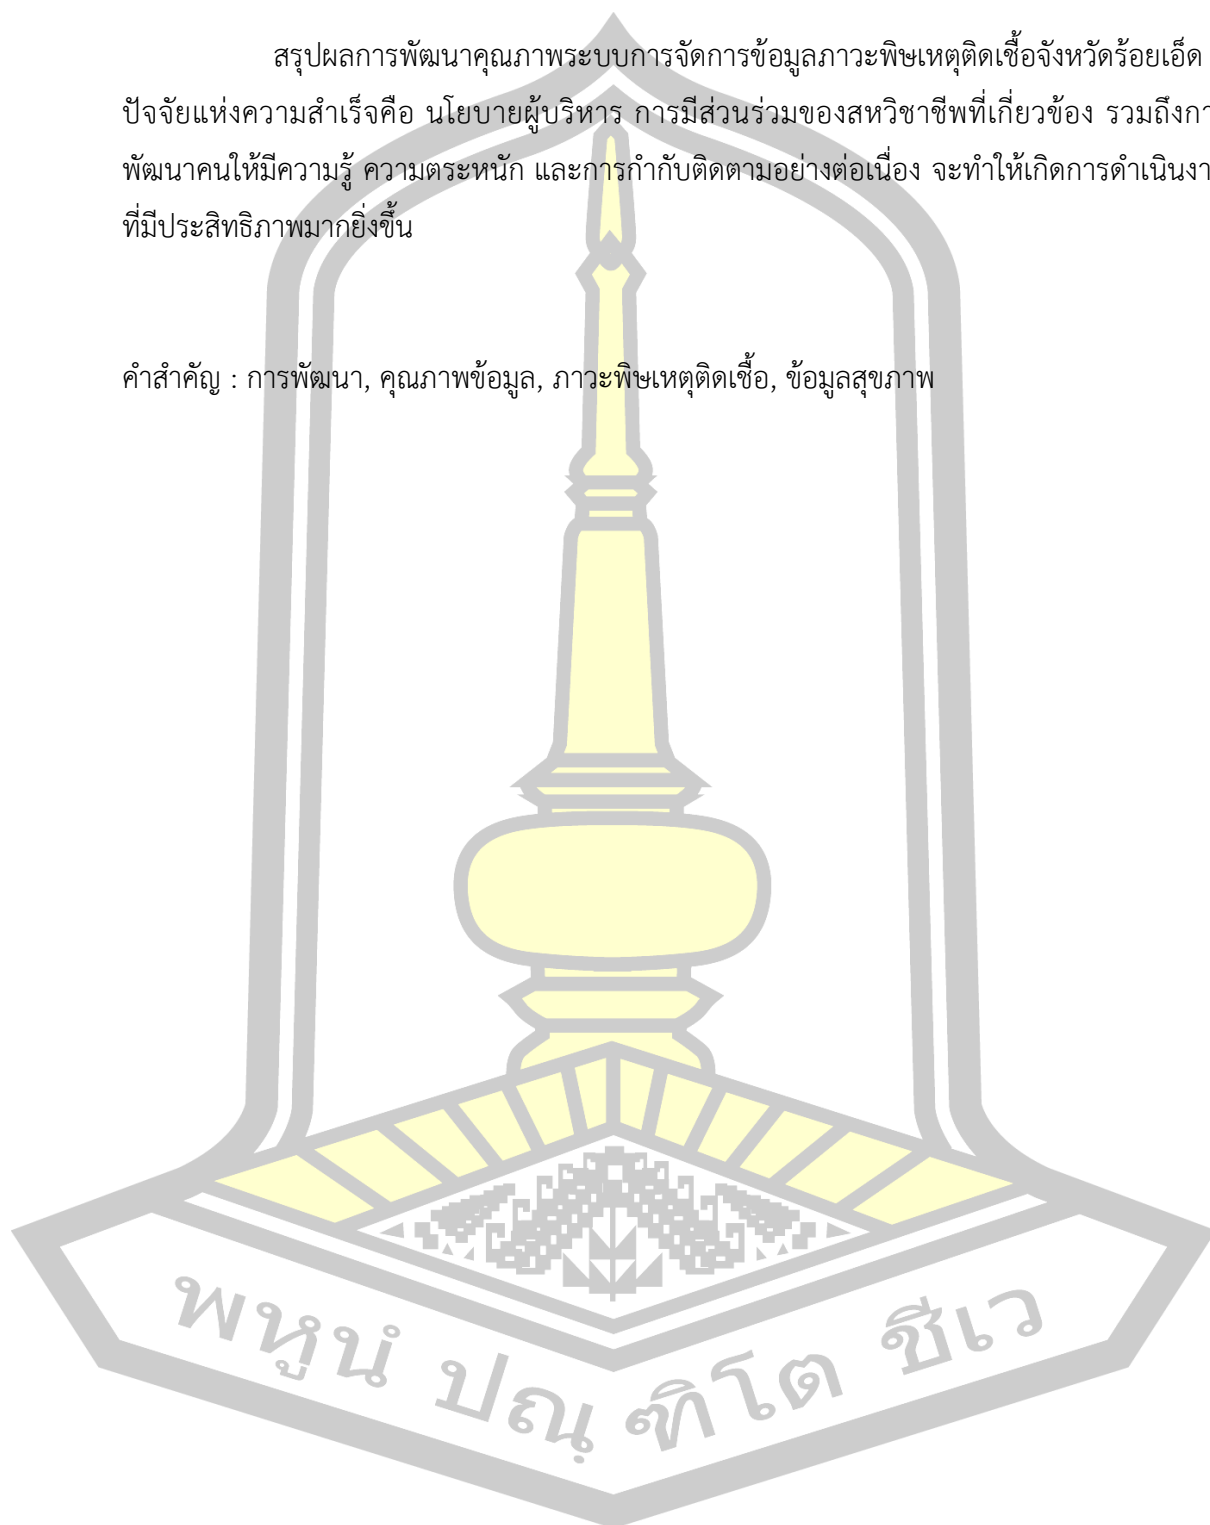 สรุปผลการพัฒนาคุณภาพระบบการจัดการข้อมูลภาวะพิษเหตุติดเชื้อจังหวัดร้อยเอ็ด
ปัจจัยแห่งความสำเร็จคือ นโยบายผู้บริหาร การมีส่วนร่วมของสหวิชาชีพที่เกี่ยวข้อง รวมถึงกา
พัฒนาคนให้มีความรู้ ความตระหนัก และการกำกับติดตามอย่างต่อเนื่อง จะทำให้เกิดการดำเนินงา
ที่มีประสิทธิภาพมากยิ่งขึ้น
คำสำคัญ : การพัฒนา, คุณภาพข้อมูล, ภาวะพิษเหตุติดเชื้อ, ข้อมูลสุขภาพ
พหูนํ ปณฺ ฑิโต ชีเว